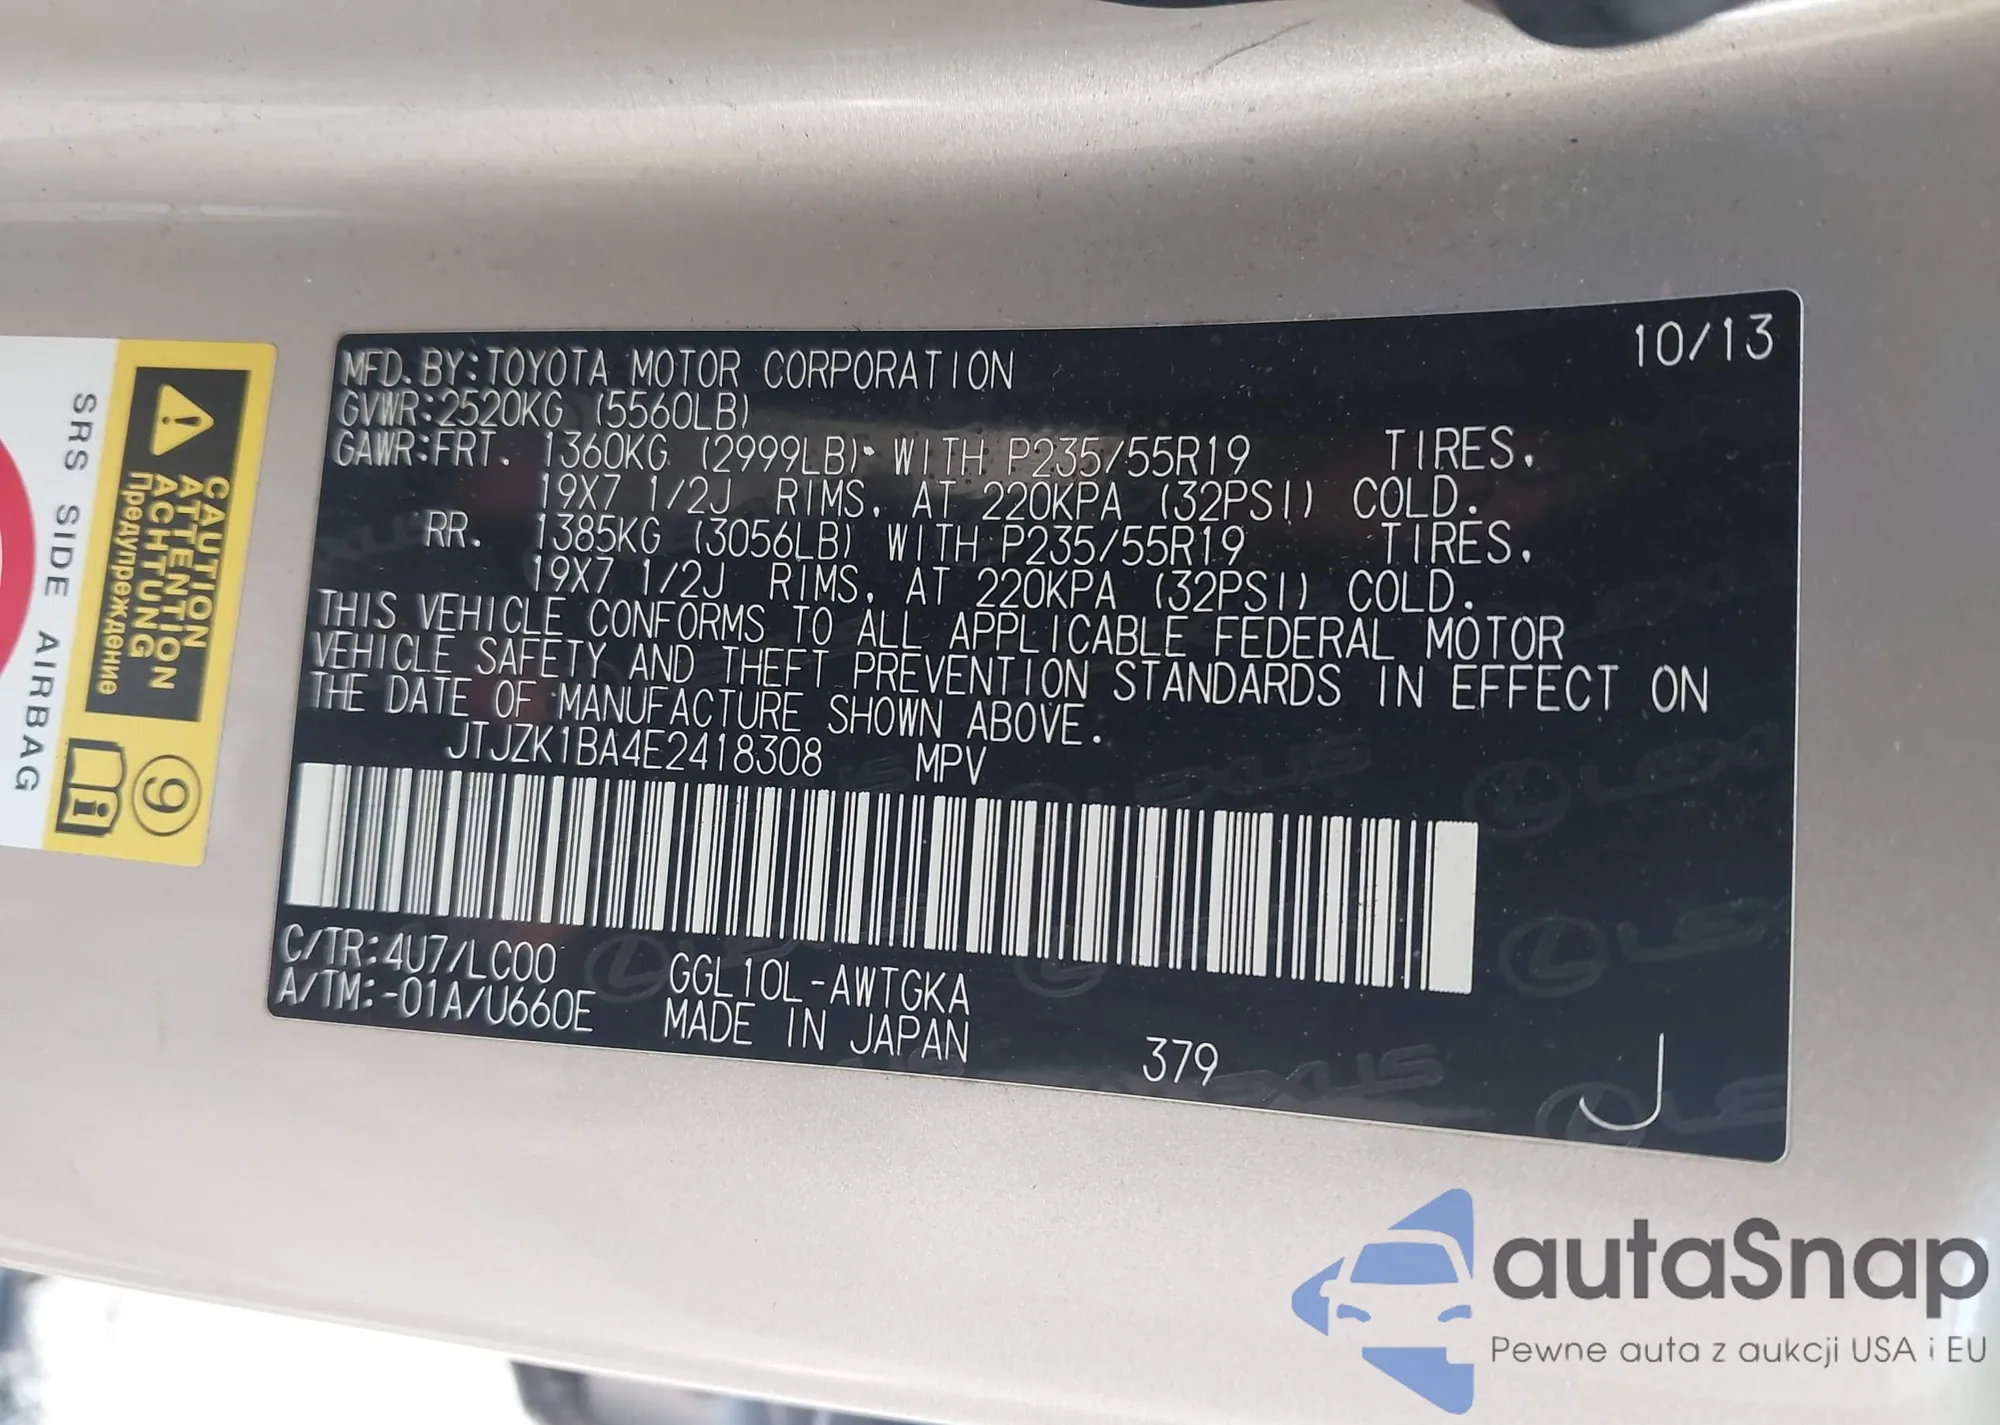 10/13
MFD. BY: TOYOTA MOTOR CORPORATION
GVWR: 2520KG (5560LB)
GAWR: FRT. 1360KG (2999LB) WITH P235/55R19 TIRES,
19X7 1/2J RIMS, AT 220KPA (32PSI) COLD.
RR. 1385KG (3056LB) WITH P235/55R19 TIRES,
19X7 1/2J RIMS, AT 220KPA (32PSI) COLD.
THIS VEHICLE CONFORMS TO ALL APPLICABLE FEDERAL MOTOR
VEHICLE SAFETY AND THEFT PREVENTION STANDARDS IN EFFECT ON
THE DATE OF MANUFACTURE SHOWN ABOVE.
JTJZK1BA4E2418308 MPV
C/TR: 4U7/LC00 GGL10L-AWTGKA
A/TM: -01A/U660E MADE IN JAPAN
379
J
LEXUS
CAUTION
ATTENTION
ACHTUNG
Предупреждение
SRS SIDE AIRBAG
9
i
autaSnap
Pewne auta z aukcji USA i EU